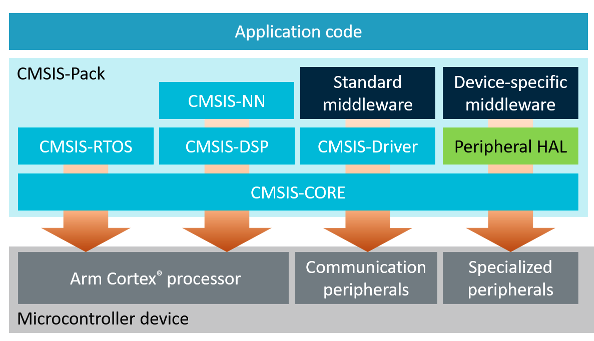 Application code
CMSIS-Pack
CMSIS-NN
Standard
middleware
Device-specific
middleware
CMSIS-RTOS
CMSIS-DSP
CMSIS-Driver
Peripheral HAL
CMSIS-CORE
Arm Cortex® processor
Communication
peripherals
Specialized
peripherals
Microcontroller device